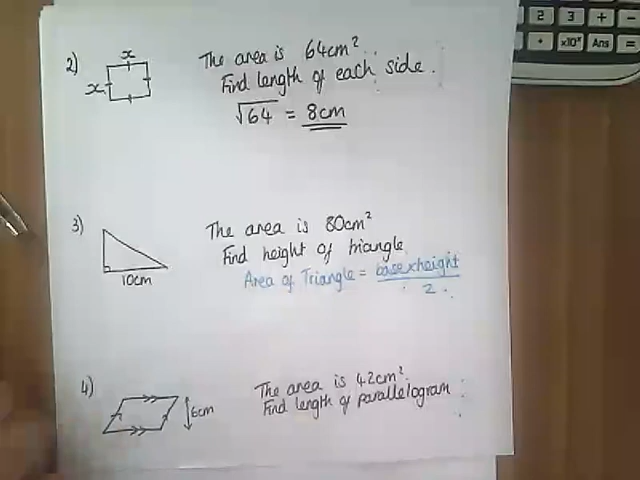 2 3 + −
· ×10ˣ Ans =
2)
x
x
The area is 64cm².
Find length of each side.
√64 = 8cm
3)
10cm
The area is 80cm²
Find height of triangle
Area of Triangle = base×height
2
4)
6cm
The area is 42cm²
Find length of parallelogram